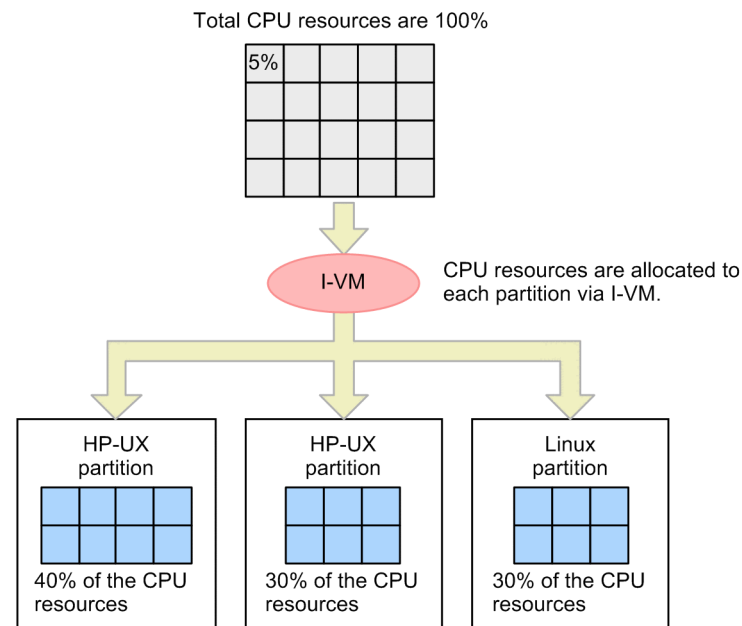 Total CPU resources are 100%
5%
I-VM
CPU resources are allocated to
each partition via I-VM.
HP-UX
partition
40% of the CPU
resources
HP-UX
partition
30% of the CPU
resources
Linux
partition
30% of the CPU
resources